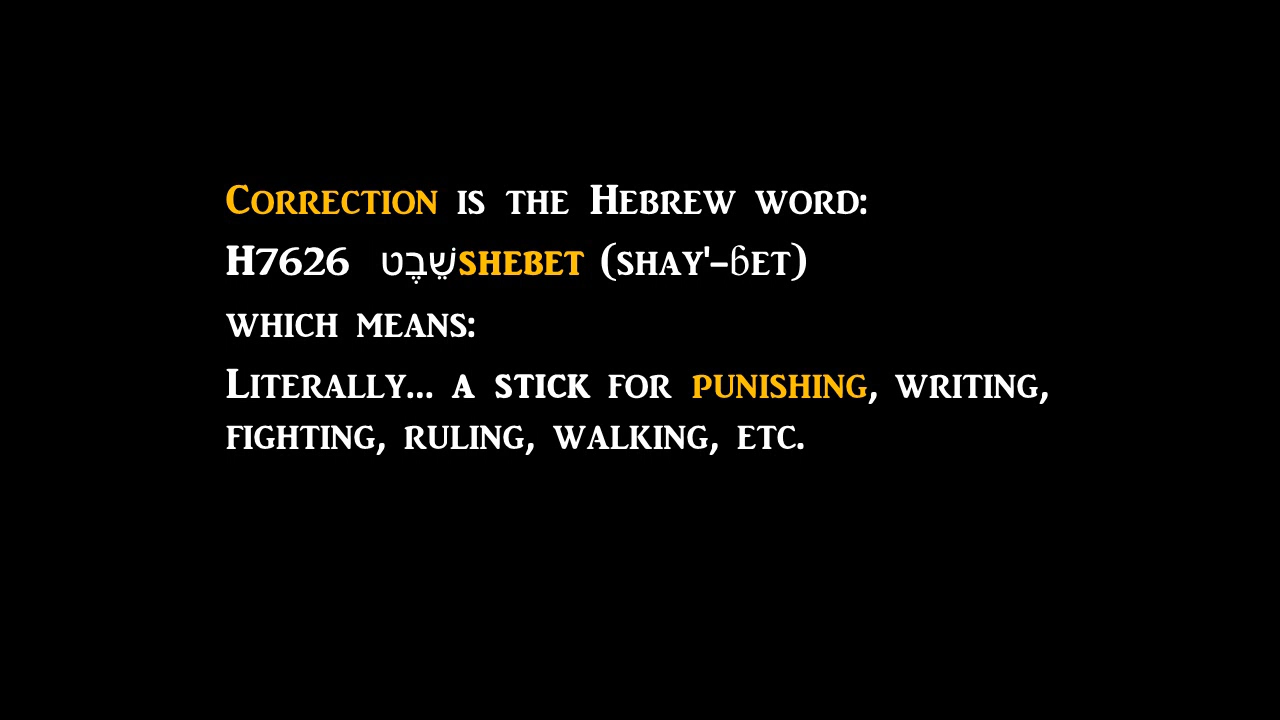 Correction is the Hebrew word:
H7626 שֵׁבֶט shebet (shay'-ɓet)
which means:
Literally... a stick for punishing, writing,
fighting, ruling, walking, etc.